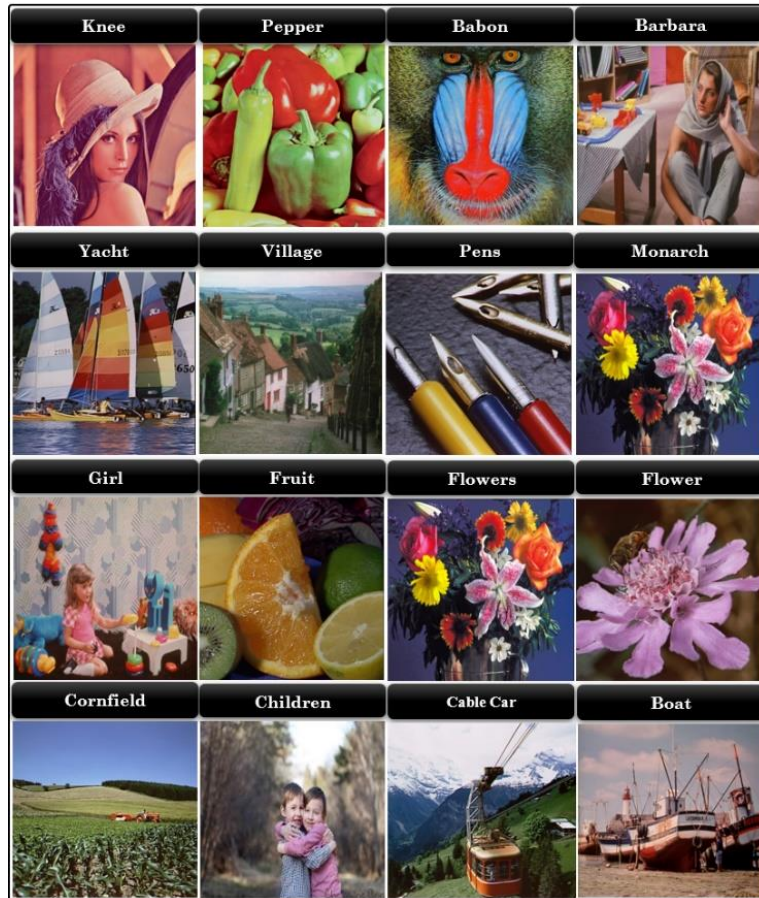 Knee Pepper Babon Barbara
Yacht Village Pens Monarch
Girl Fruit Flowers Flower
Cornfield Children Cable Car Boat